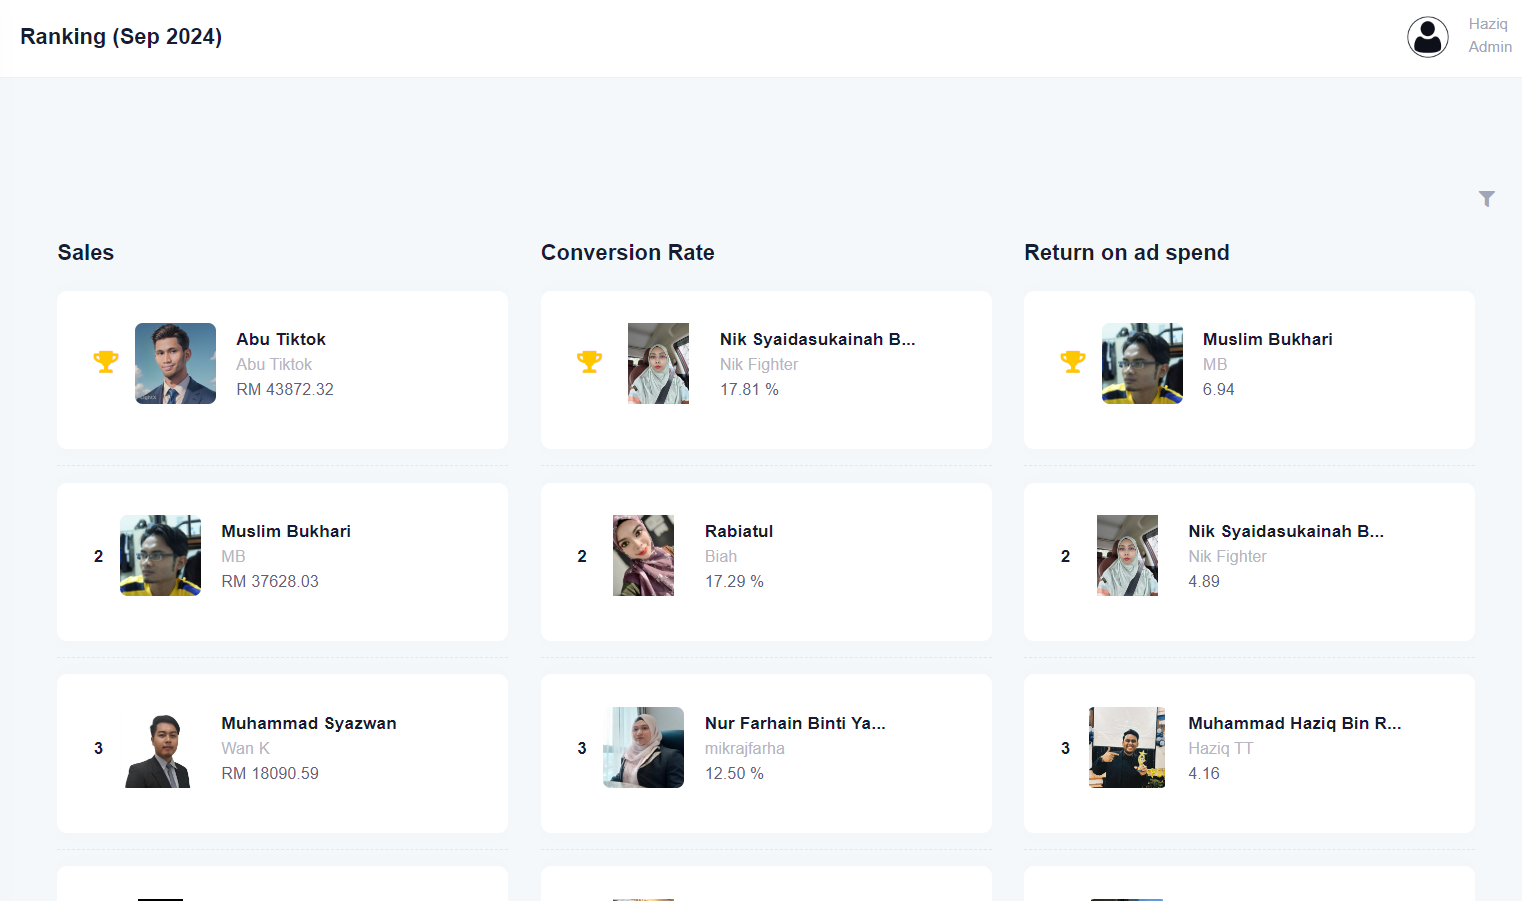 Ranking (Sep 2024)
Haziq
Admin
Sales
Conversion Rate
Return on ad spend
Abu Tiktok
Abu Tiktok
RM 43872.32
Nik Syaidasukainah B...
Nik Fighter
17.81 %
Muslim Bukhari
MB
6.94
2
Muslim Bukhari
MB
RM 37628.03
2
Rabiatul
Biah
17.29 %
2
Nik Syaidasukainah B...
Nik Fighter
4.89
3
Muhammad Syazwan
Wan K
RM 18090.59
3
Nur Farhain Binti Ya...
mikrajfarha
12.50 %
3
Muhammad Haziq Bin R...
Haziq TT
4.16